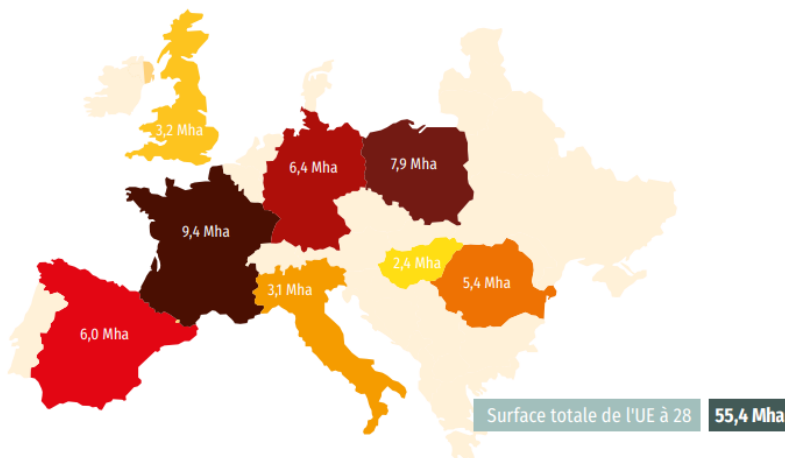 3,2 Mha
6,4 Mha
7,9 Mha
9,4 Mha
2,4 Mha
5,4 Mha
3,1 Mha
6,0 Mha
Surface totale de l'UE à 28 55,4 Mha